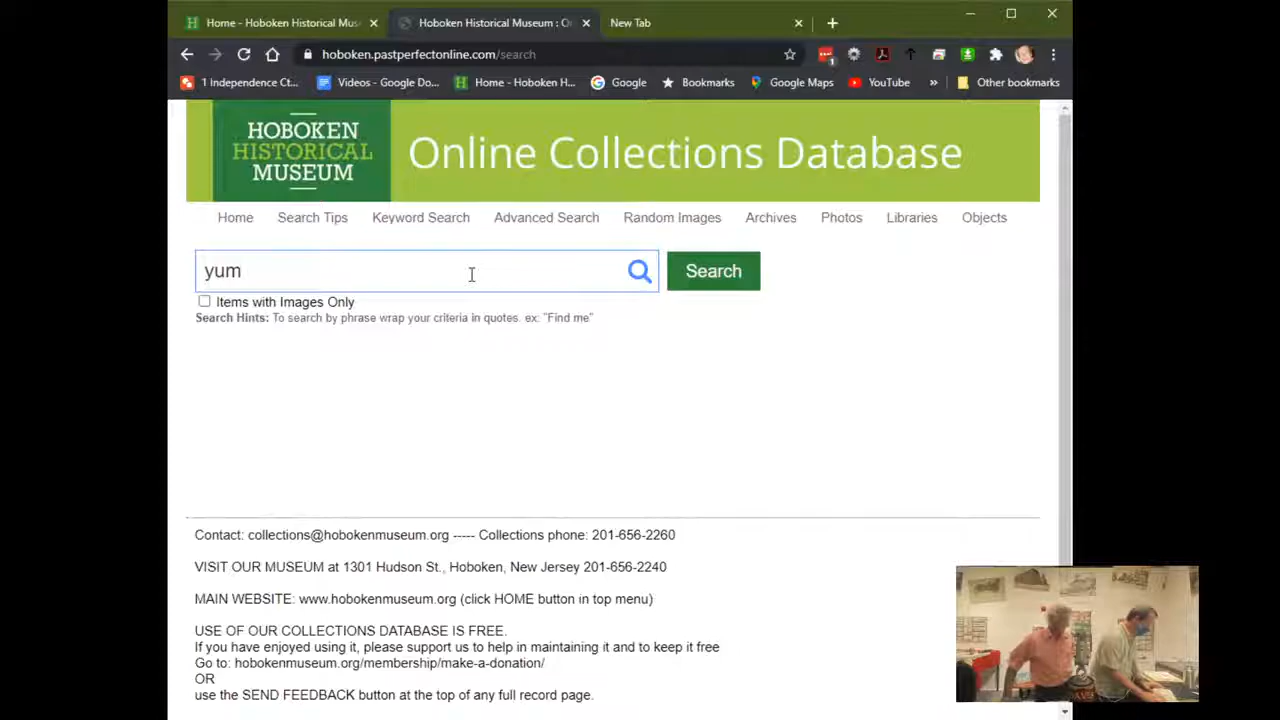 Home - Hoboken Historical Mus
Hoboken Historical Museum : O
New Tab
hoboken.pastperfectonline.com/search
1
1 Independence Ct...
Videos - Google Do...
Home - Hoboken H...
Google
Bookmarks
Google Maps
YouTube
»
Other bookmarks
HOBOKEN
HISTORICAL
MUSEUM
Online Collections Database
Home
Search Tips
Keyword Search
Advanced Search
Random Images
Archives
Photos
Libraries
Objects
yum
Search
Items with Images Only
Search Hints: To search by phrase wrap your criteria in quotes. ex: "Find me"
Contact: collections@hobokenmuseum.org ----- Collections phone: 201-656-2260
VISIT OUR MUSEUM at 1301 Hudson St., Hoboken, New Jersey 201-656-2240
MAIN WEBSITE: www.hobokenmuseum.org (click HOME button in top menu)
USE OF OUR COLLECTIONS DATABASE IS FREE.
If you have enjoyed using it, please support us to help in maintaining it and to keep it free
Go to: hobokenmuseum.org/membership/make-a-donation/
OR
use the SEND FEEDBACK button at the top of any full record page.